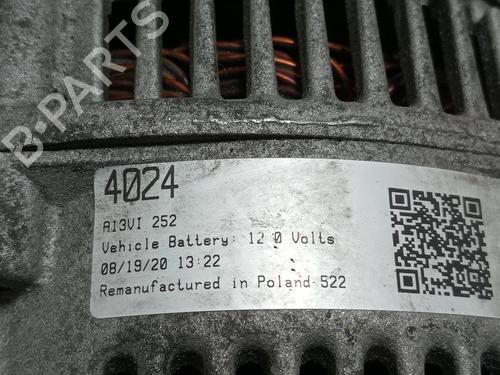 B-PARTS
4024
A13VI 252
Vehicle Battery: 12 0 Volts
08/19/20 13:22
Remanufactured in Poland 522